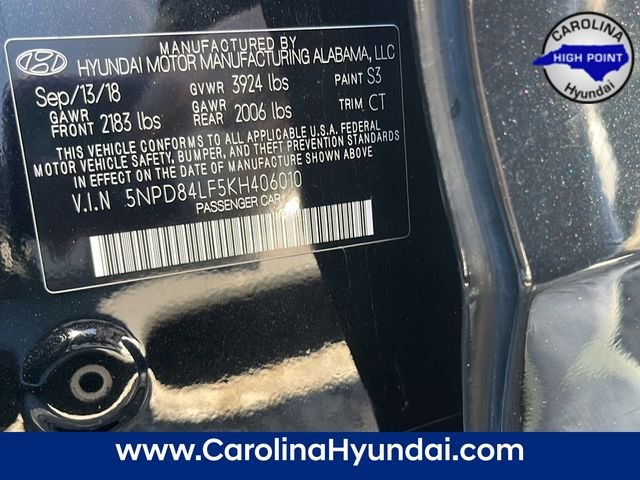 MANUFACTURED BY
HYUNDAI MOTOR MANUFACTURING ALABAMA, LLC
Sep/13/18 GVWR 3924 lbs PAINT S3
GAWR FRONT 2183 lbs GAWR REAR 2006 lbs TRIM CT
THIS VEHICLE CONFORMS TO ALL APPLICABLE U.S.A. FEDERAL
MOTOR VEHICLE SAFETY, BUMPER, AND THEFT PREVENTION STANDARDS
IN EFFECT ON THE DATE OF MANUFACTURE SHOWN ABOVE.
V.I.N 5NPD84LF5KH406010
PASSENGER CAR
CAROLINA
HIGH POINT
Hyundai
www.CarolinaHyundai.com